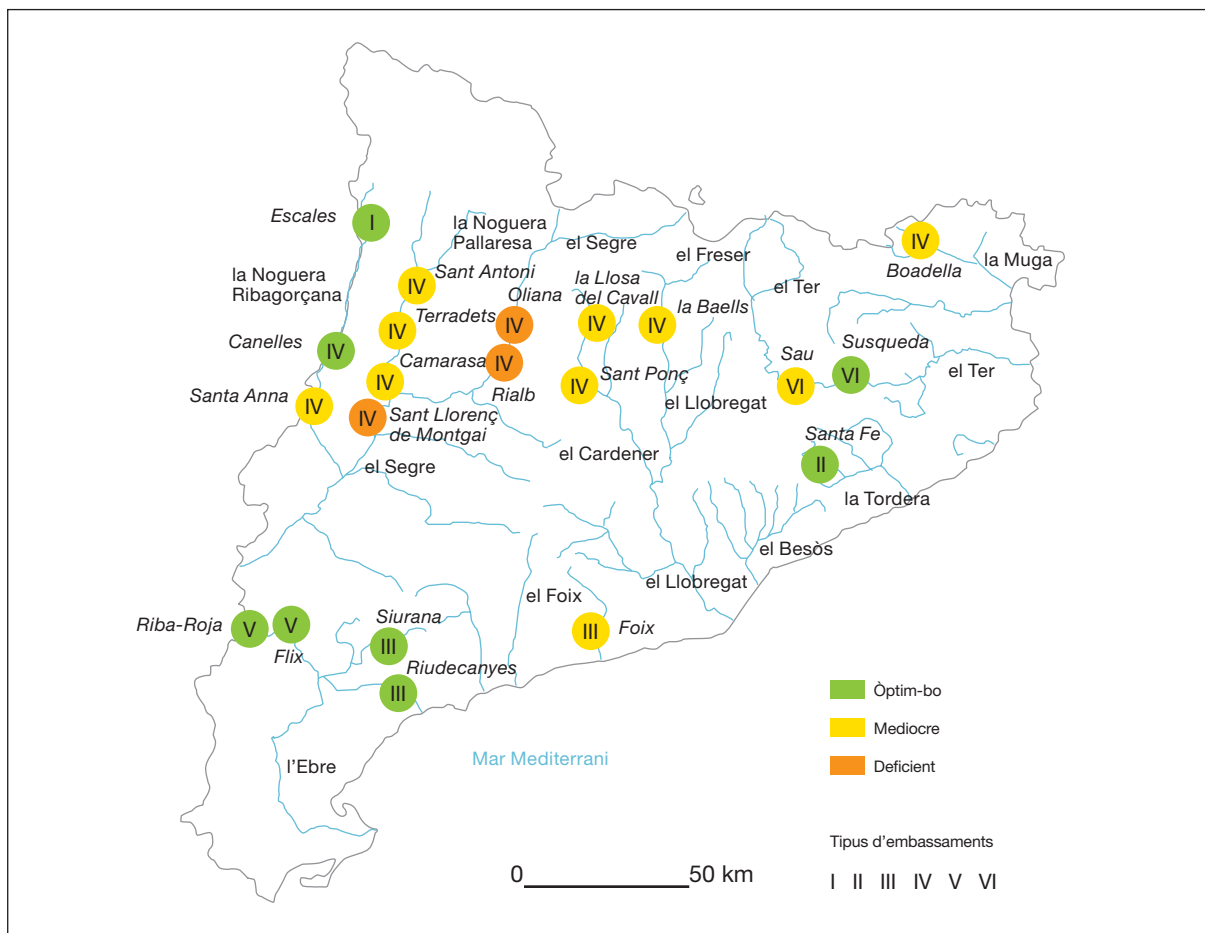 Escales
I
la Noguera
Pallaresa
el Segre
el Freser
IV
Boadella
la Muga
la Noguera
Ribagorçana
IV
Sant Antoni
Oliana
IV
la Llosa
del Cavall
IV
la Baells
IV
el Ter
Terradets
IV
Canelles
IV
Camarasa
IV
IV
Rialb
Sant Ponç
IV
Sau
VI
Susqueda
VI
el Ter
Santa Anna
IV
IV
Sant Llorenç
de Montgai
el Llobregat
Santa Fe
II
el Cardener
el Segre
la Tordera
el Besòs
el Llobregat
el Foix
Riba-Roja
V
V
Flix
Siurana
III
III
Foix
Riudecanyes
III
Òptim-bo
Mediocre
Deficient
Mar Mediterrani
l'Ebre
Tipus d'embassaments
I II III IV V VI
0 50 km